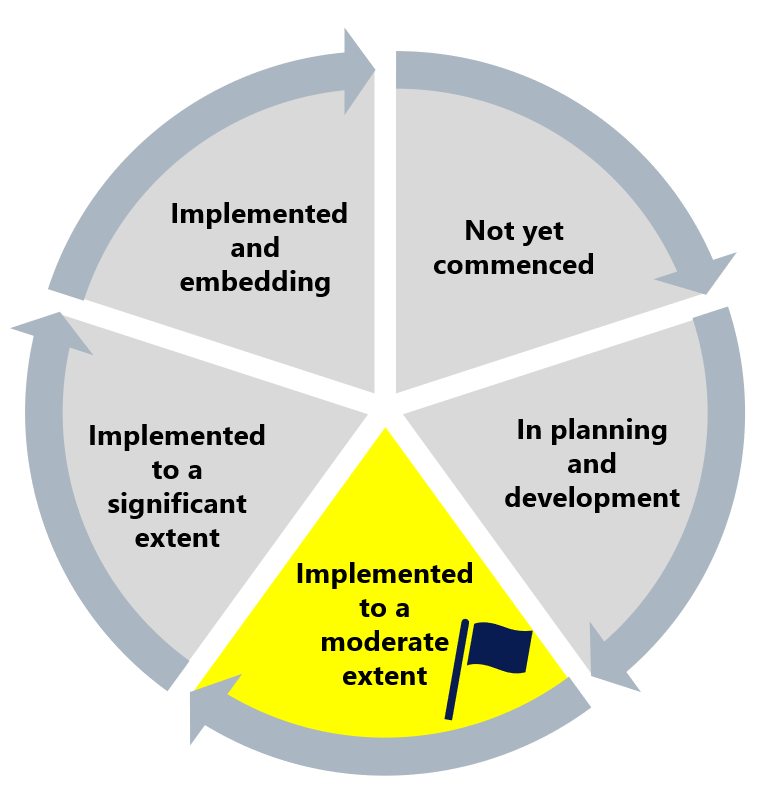 Not yet
commenced
In planning
and
development
Implemented
to a
moderate
extent
Implemented
to a
significant
extent
Implemented
and
embedding